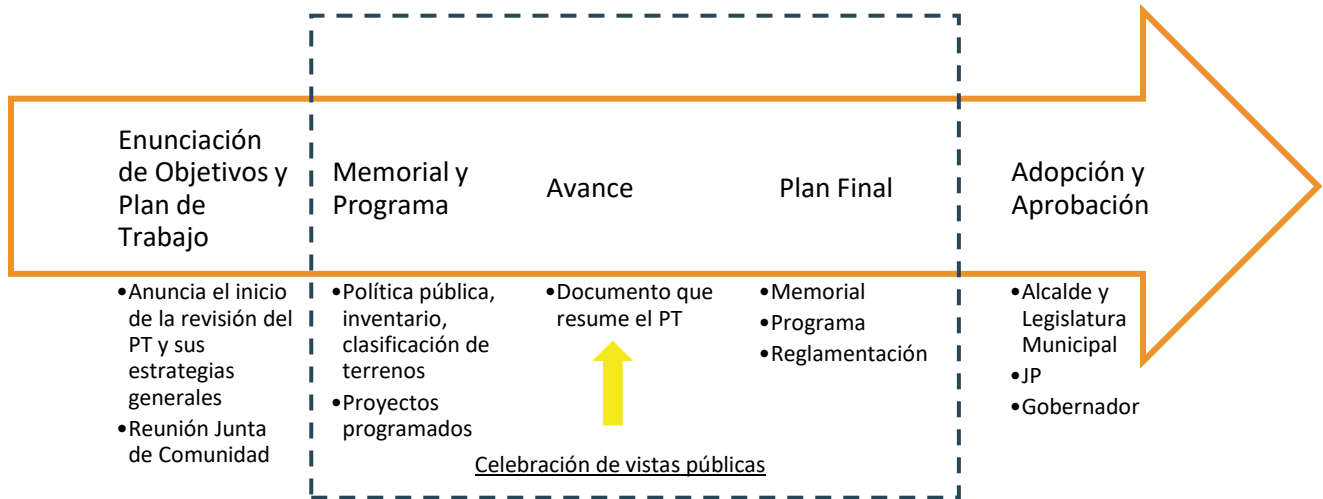 Enunciación
de Objetivos y
Plan de
Trabajo
•Anuncia el inicio
de la revisión del
PT y sus
estrategias
generales
•Reunión Junta
de Comunidad
Memorial y
Programa
•Política pública,
inventario,
clasificación de
terrenos
•Proyectos
programados
Avance
•Documento que
resume el PT
Plan Final
•Memorial
•Programa
•Reglamentación
Celebración de vistas públicas
Adopción y
Aprobación
•Alcalde y
Legislatura
Municipal
•JP
•Gobernador